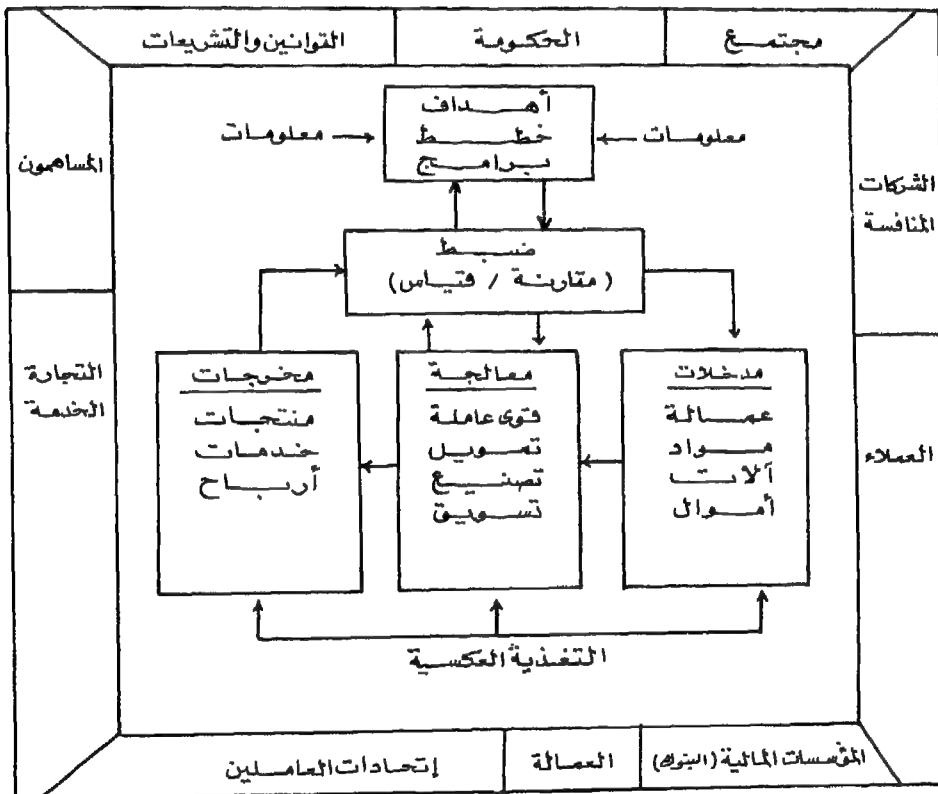 مجتمع
الحكومة
القوانين والتشريعات
أهداف
خطط
برامج
معلومات
معلومات
المساهمون
الشركات
المنافسة
ضبط
(مقارنة / قياس)
مدخلات
عمالة
مواد
آلات
أموال
معالجة
قوى عاملة
تمويل
تصنيع
تسويق
مخرجات
منتجات
خدمات
أرباح
التجارة
الخدمة
العملاء
التغذية العكسية
المؤسسات المالية (البنوك)
العمالة
إتحادات العاملين